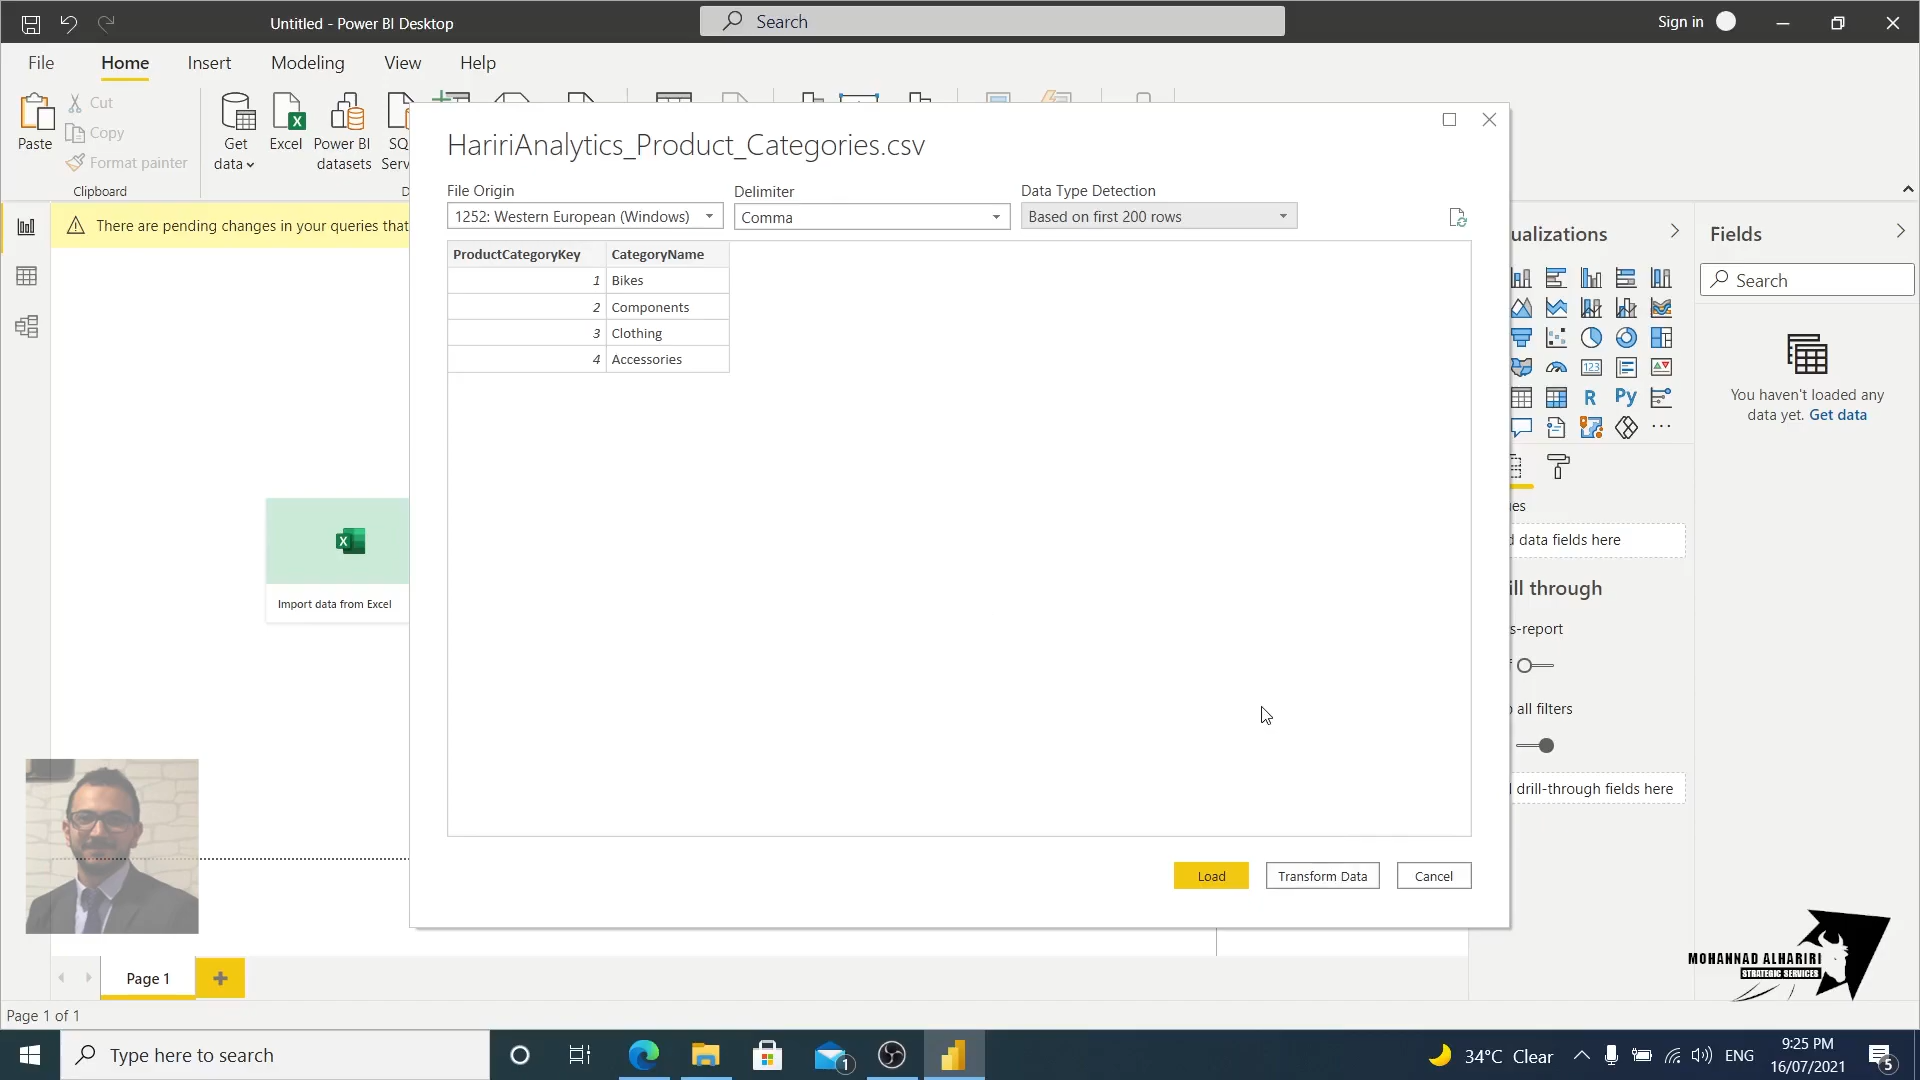 Untitled - Power BI Desktop
Search
Sign in
File
Home
Insert
Modeling
View
Help
Paste
Cut
Copy
Format painter
Clipboard
Get data
Excel
Power BI datasets
There are pending changes in your queries that
HaririAnalytics_Product_Categories.csv
File Origin
1252: Western European (Windows)
Delimiter
Comma
Data Type Detection
Based on first 200 rows
ProductCategoryKey CategoryName
1 Bikes
2 Components
3 Clothing
4 Accessories
Load
Transform Data
Cancel
Import data from Excel
Fields
Search
You haven't loaded any
data yet. Get data
123
R
Py
data fields here
through
-report
all filters
drill-through fields here
MOHANNAD ALHARIRI
STRATEGIC SERVICES
Page 1
Page 1 of 1
Type here to search
1
34°C Clear
ENG
9:25 PM
16/07/2021
5